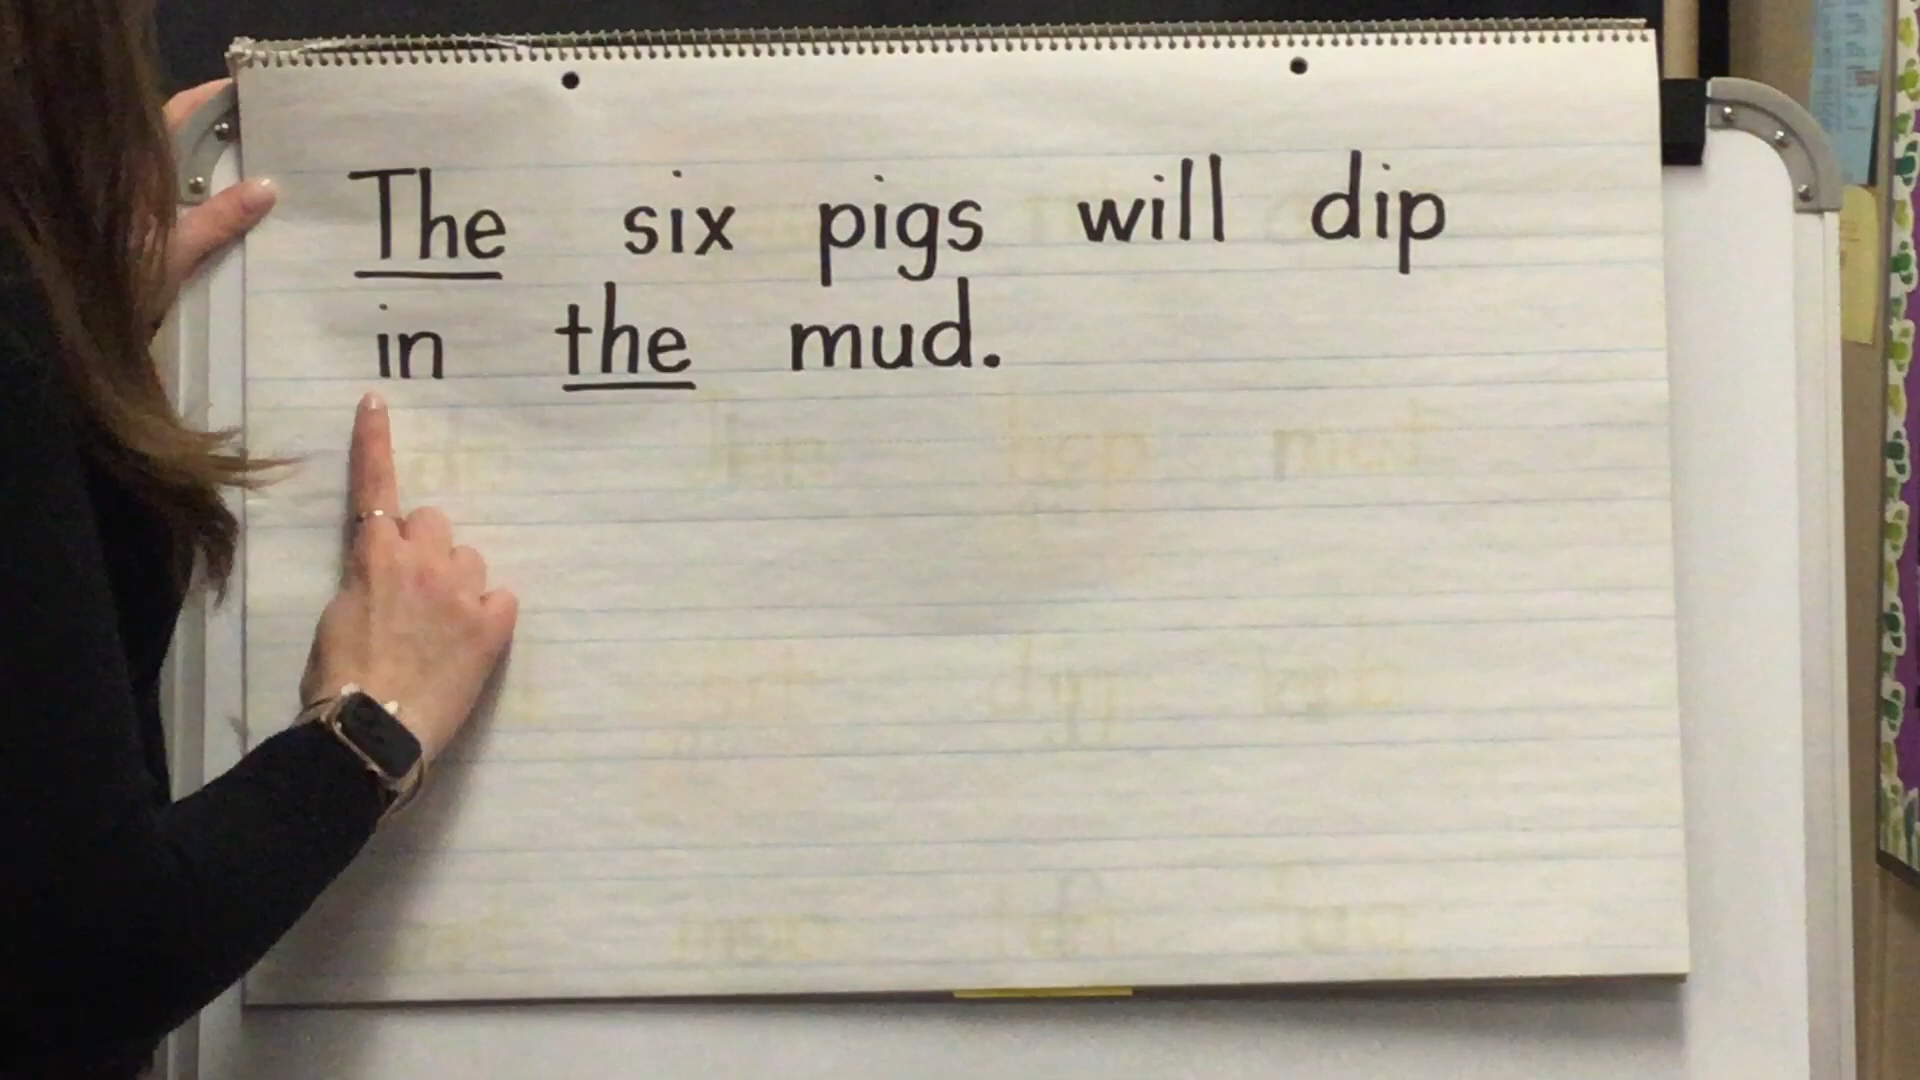 The six pigs will dip
in the mud.